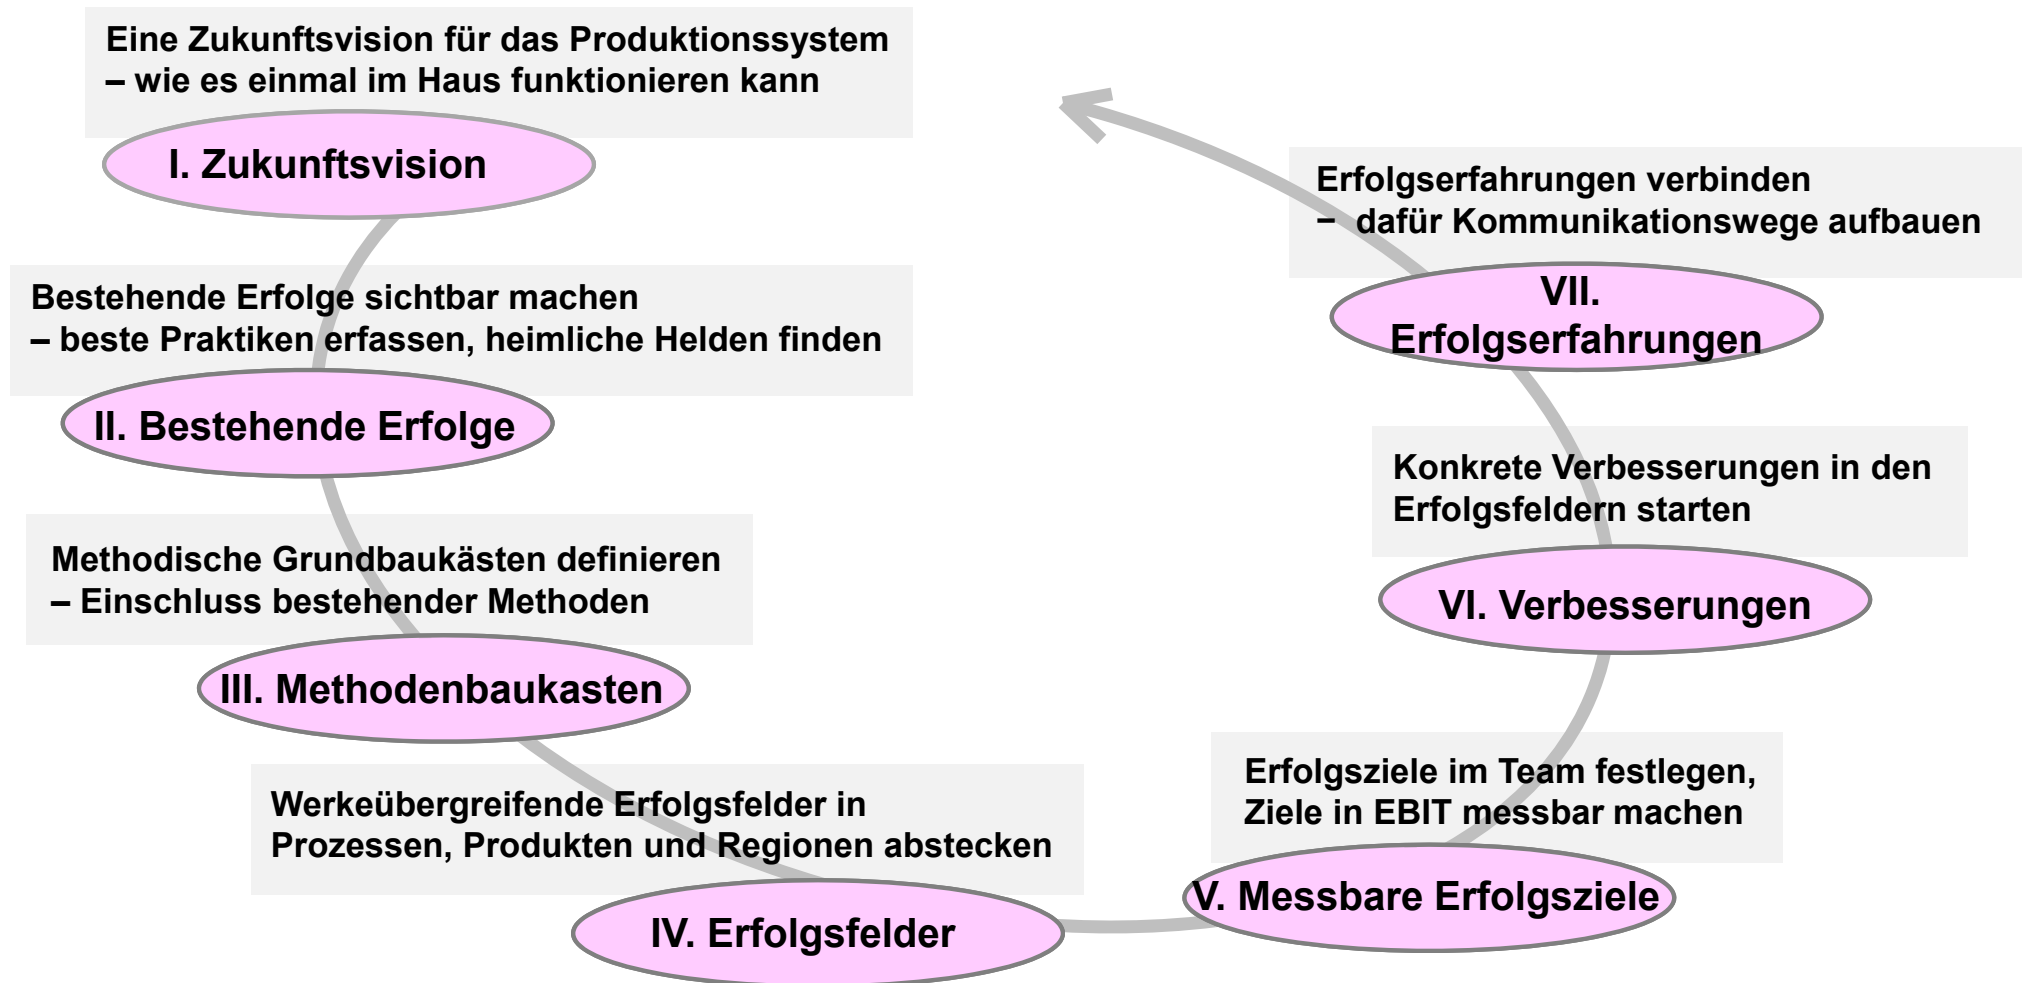 Eine Zukunftsvision für das Produktionssystem
– wie es einmal im Haus funktionieren kann
I. Zukunftsvision
Bestehende Erfolge sichtbar machen
– beste Praktiken erfassen, heimliche Helden finden
II. Bestehende Erfolge
Methodische Grundbaukästen definieren
– Einschluss bestehender Methoden
III. Methodenbaukasten
Werkeübergreifende Erfolgsfelder in
Prozessen, Produkten und Regionen abstecken
IV. Erfolgsfelder
Erfolgsziele im Team festlegen,
Ziele in EBIT messbar machen
V. Messbare Erfolgsziele
Konkrete Verbesserungen in den
Erfolgsfeldern starten
VI. Verbesserungen
Erfolgserfahrungen verbinden
– dafür Kommunikationswege aufbauen
VII.
Erfolgserfahrungen